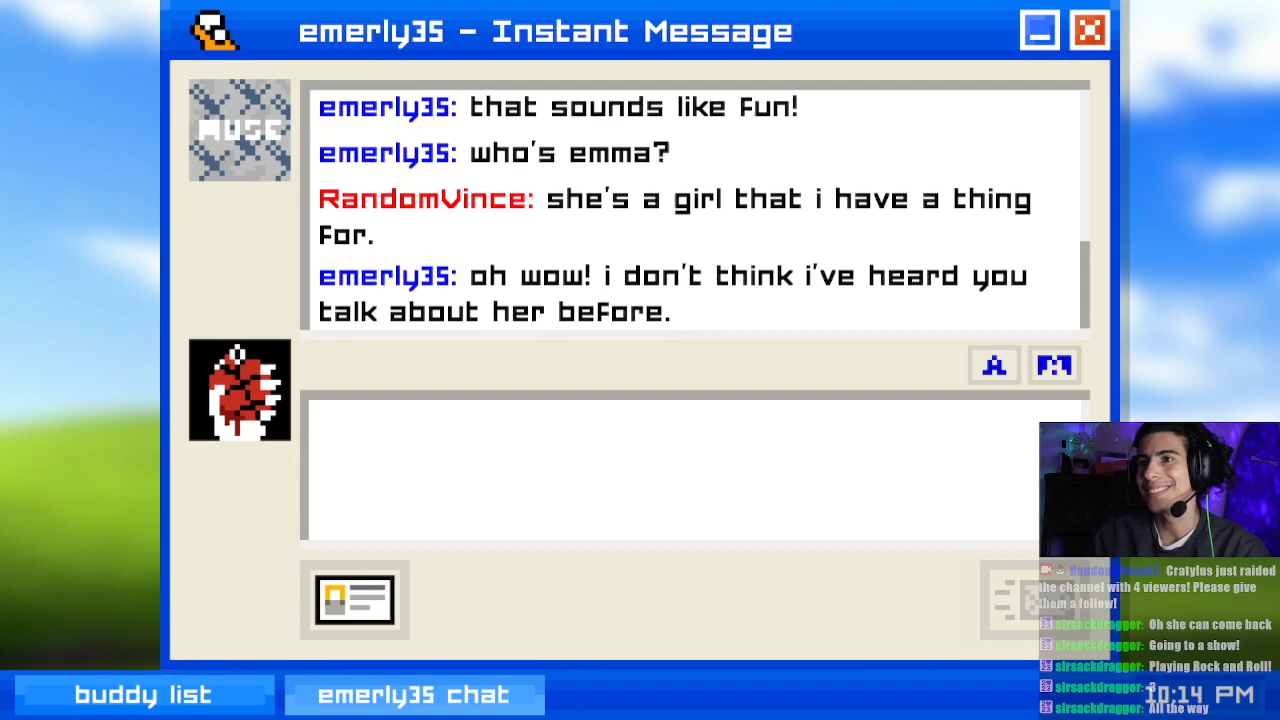 emerly35 - Instant Message
MUSE
emerly35: that sounds like fun!
emerly35: who's emma?
RandomVince: she's a girl that i have a thing
for.
emerly35: oh wow! i don't think i've heard you
talk about her before.
A
Cratylus just raided
the channel with 4 viewers! Please give
them a follow!
sirsackdragger: Oh she can come back
sirsackdragger: Going to a show!
sirsackdragger: Playing Rock and Roll!
sirsackdragger: 3
sirsackdragger: All the way
buddy list
emerly35 chat
10:14 PM